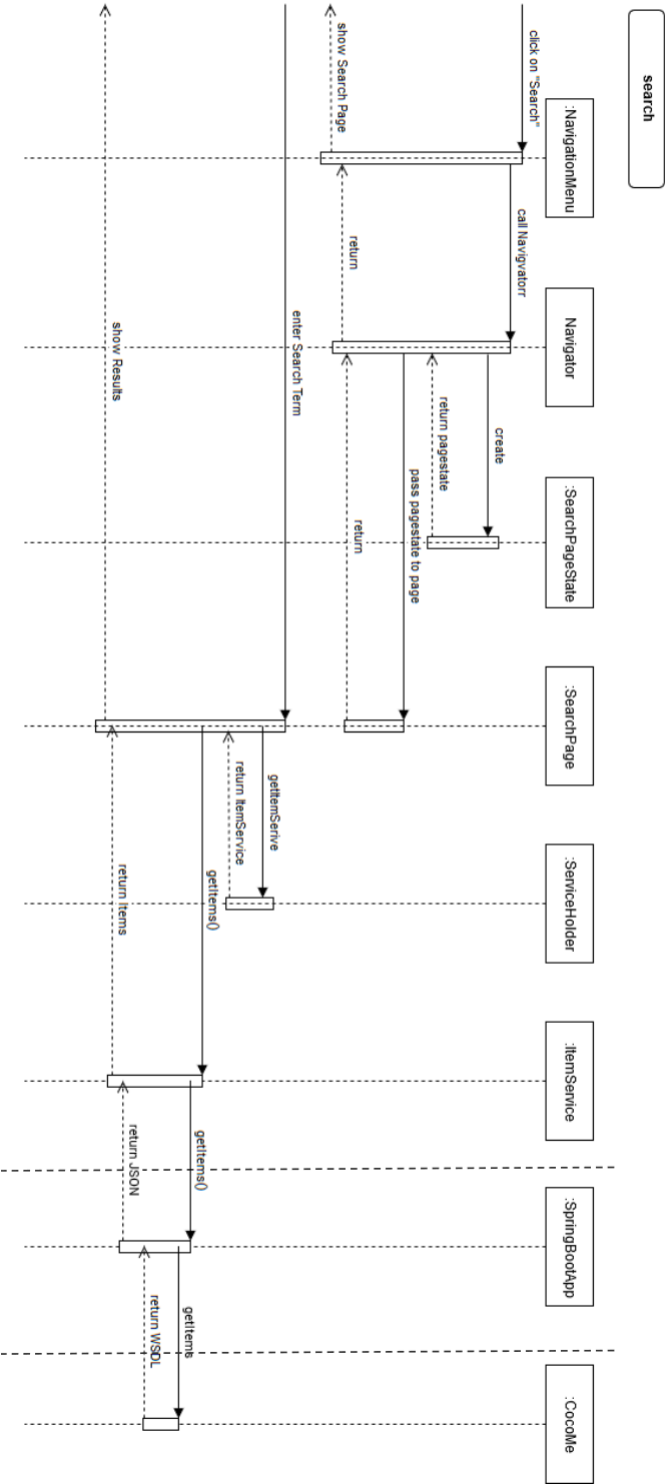 search
:NavigationMenu
Navigator
:SearchPageState
:SearchPage
:ServiceHolder
:ItemService
:SpringBootApp
:CocoMe
click on "Search"
call Navigvatorr
create
return pagestate
pass pagestate to page
return
return
show Search Page
enter Search Term
getItemSerive
return ItemService
getItems()
getItems()
getItems
return WSDL
return JSON
return Items
show Results